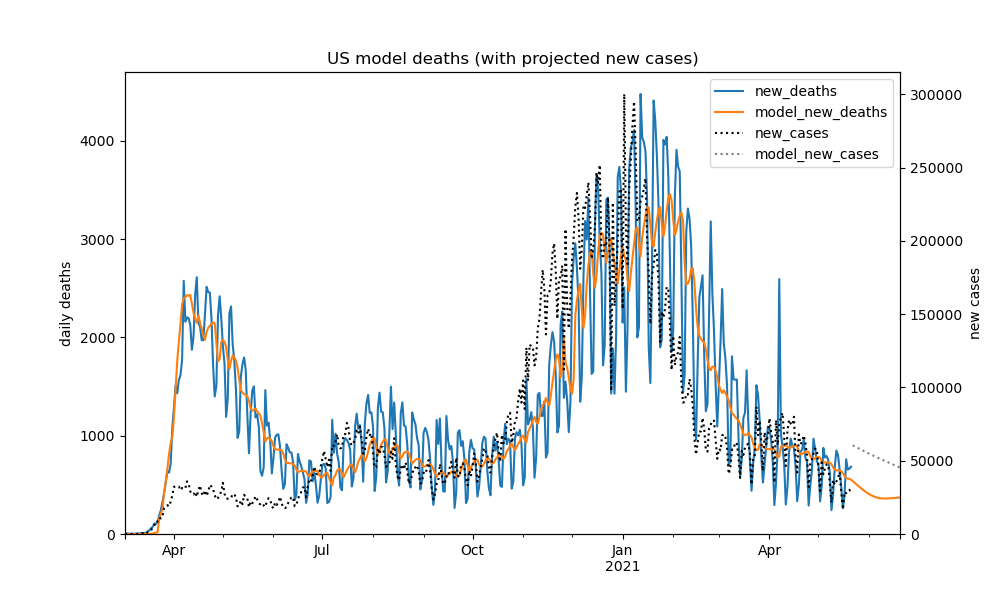 US model deaths (with projected new cases)
new_deaths
model_new_deaths
new_cases
model_new_cases
daily deaths
4000
3000
2000
1000
0
300000
250000
200000
150000
100000
50000
0
new cases
Apr
Jul
Oct
Jan
2021
Apr